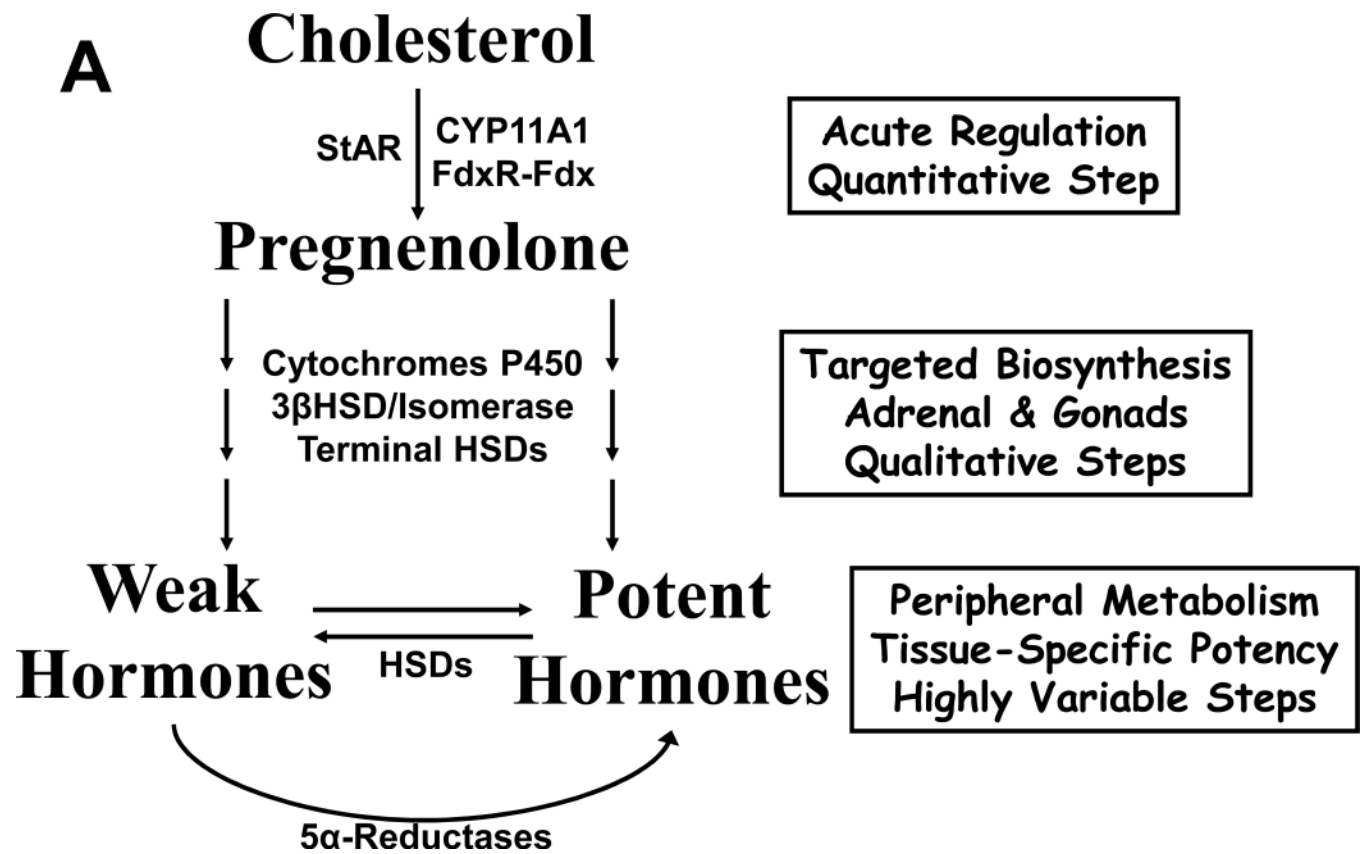 A
Cholesterol
StAR
CYP11A1
FdxR-Fdx
Acute Regulation
Quantitative Step
Pregnenolone
Cytochromes P450
3βHSD/Isomerase
Terminal HSDs
Targeted Biosynthesis
Adrenal & Gonads
Qualitative Steps
Weak
Hormones
HSDs
Potent
Hormones
Peripheral Metabolism
Tissue-Specific Potency
Highly Variable Steps
5α-Reductases